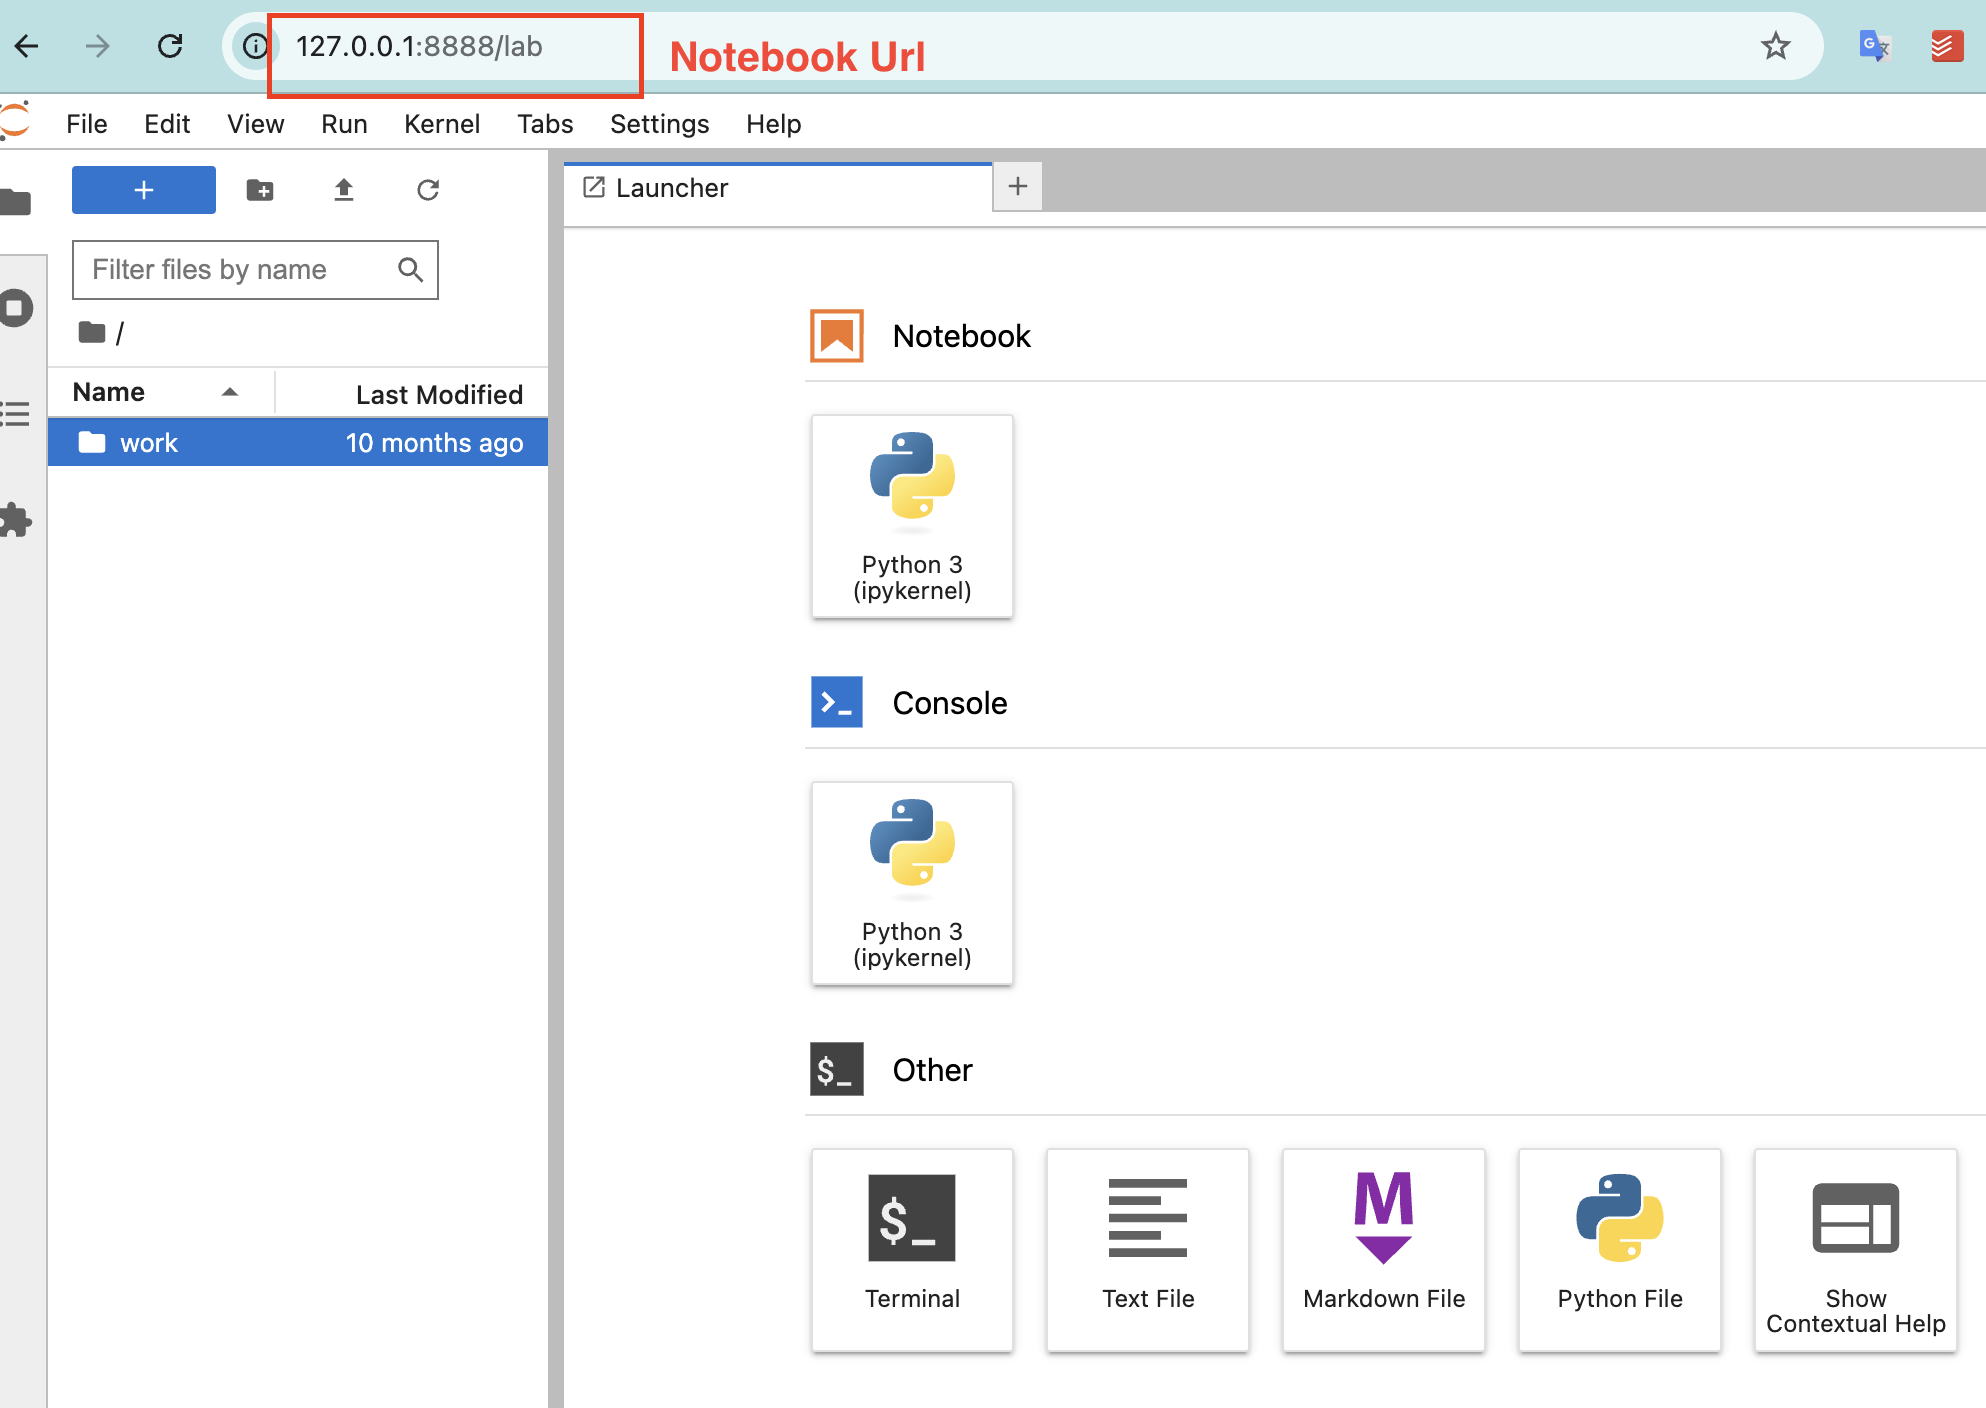 127.0.0.1:8888/lab
Notebook Url
File Edit View Run Kernel Tabs Settings Help
Launcher
Filter files by name
/
Name Last Modified
work 10 months ago
Notebook
Python 3
(ipykernel)
Console
Python 3
(ipykernel)
$_ Other
$_
Terminal
Text File
M
Markdown File
Python File
Show
Contextual Help